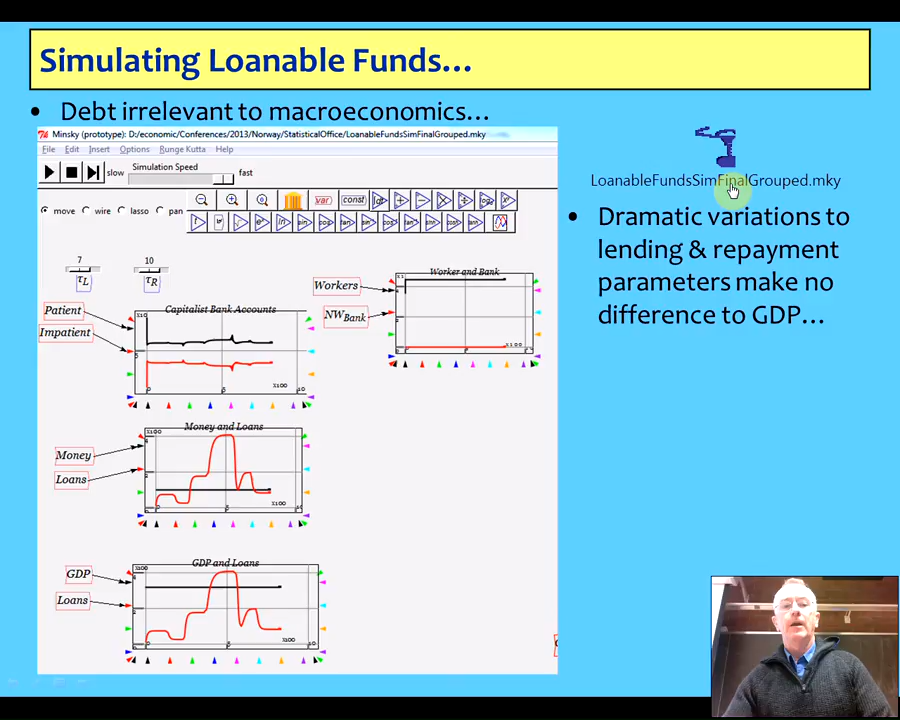 Simulating Loanable Funds…
• Debt irrelevant to macroeconomics…
Minsky (prototype): D:/economic/Conferences/2013/Norway/StatisticalOffice/LoanableFundsSimFinalGrouped.mky
File Edit Insert Options Runge Kutta Help
Simulation Speed
slow fast
var const
move wire lasso pan
7 10
τL τR
Patient
Impatient
Capitalist Bank Accounts
Workers
NWBank
Worker and Bank
Money
Loans
Money and Loans
GDP
Loans
GDP and Loans
LoanableFundsSimFinalGrouped.mky
• Dramatic variations to
lending & repayment
parameters make no
difference to GDP…